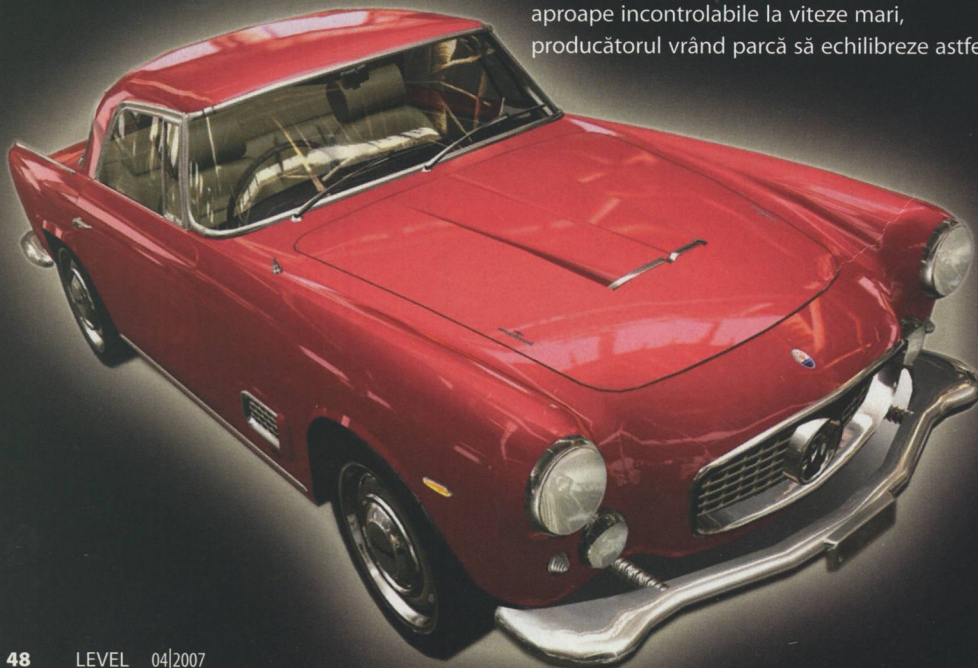 aproape incontrolabile la viteze mari,
producătorul vrând parcă să echilibreze astfe
48 LEVEL 04|2007